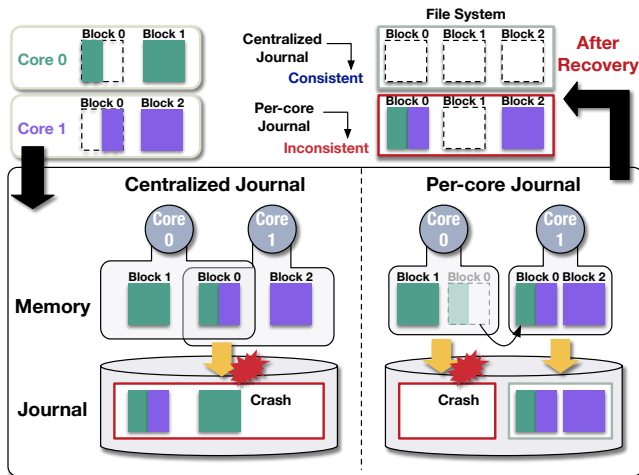 Block 0 Block 1
Core 0
Block 0 Block 2
Core 1
File System
Centralized Journal
Consistent
Block 0 Block 1 Block 2
Per-core Journal
Inconsistent
Block 0 Block 1 Block 2
After Recovery
Centralized Journal
Per-core Journal
Core 0
Core 1
Core 0
Core 1
Memory
Block 1 Block 0 Block 2
Block 1 Block 0
Block 0 Block 2
Journal
Crash
Crash